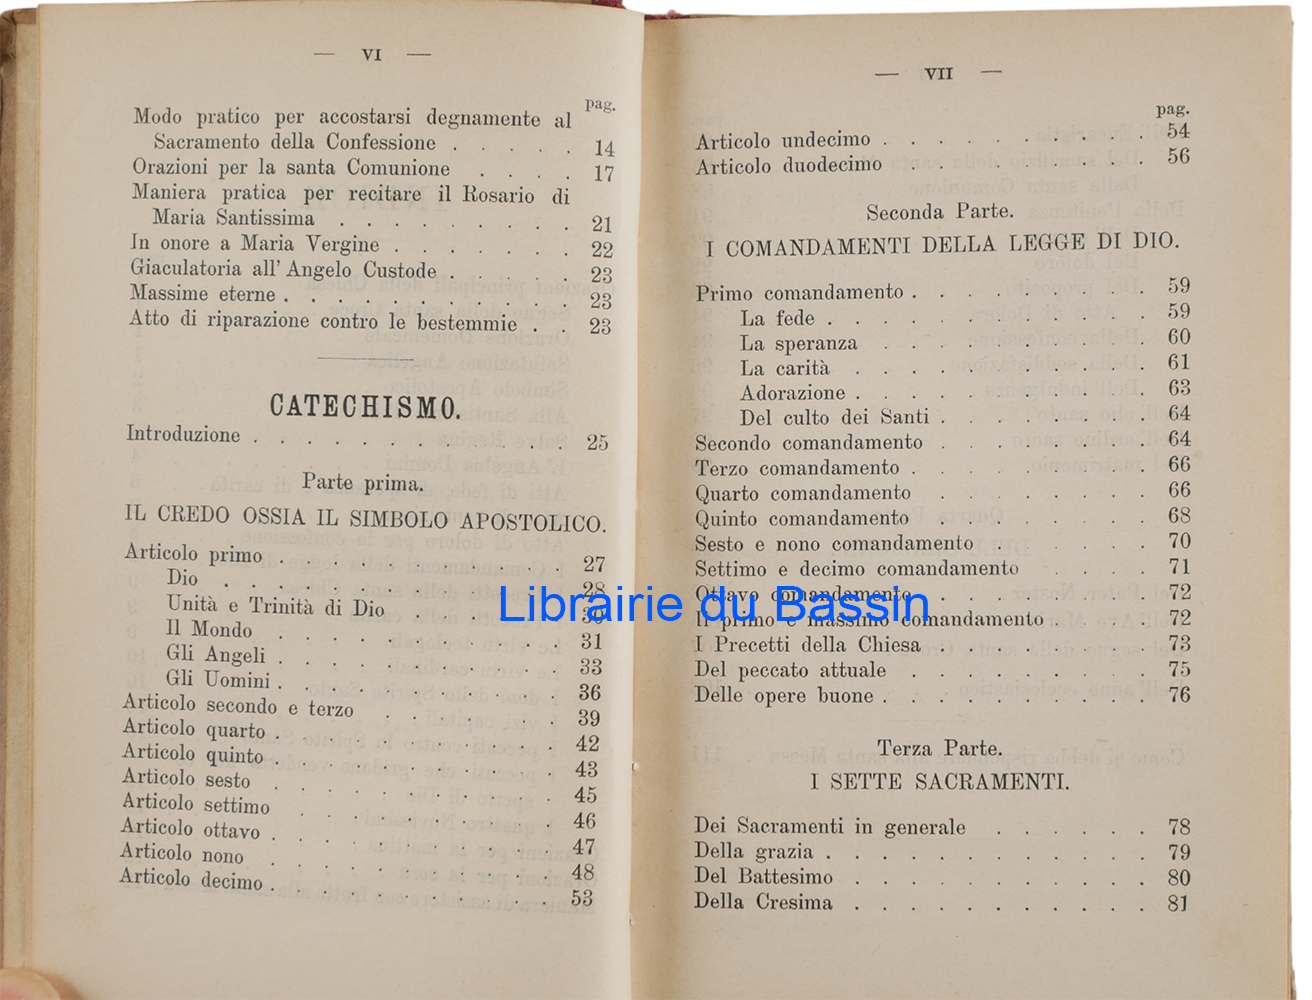 — VI —
pag.
Modo pratico per accostarsi degnamente al
Sacramento della Confessione . . . . . 14
Orazioni per la santa Comunione . . . . 17
Maniera pratica per recitare il Rosario di
Maria Santissima . . . . . . . . . 21
In onore a Maria Vergine . . . . . . . 22
Giaculatoria all' Angelo Custode . . . . . 23
Massime eterne . . . . . . . . . . . 23
Atto di riparazione contro le bestemmie . . 23
CATECHISMO.
Introduzione . . . . . . . . . . . . 25
Parte prima.
IL CREDO OSSIA IL SIMBOLO APOSTOLICO.
Articolo primo . . . . . . . . . . . 27
Dio . . . . . . . . . . . . 28
Unità e Trinità di Dio . . . . . . 30
Il Mondo . . . . . . . . . . 31
Gli Angeli . . . . . . . . . . 33
Gli Uomini . . . . . . . . . . 36
Articolo secondo e terzo . . . . . . . 39
Articolo quarto . . . . . . . . . . . 42
Articolo quinto . . . . . . . . . . . 43
Articolo sesto . . . . . . . . . . . 45
Articolo settimo . . . . . . . . . . 46
Articolo ottavo . . . . . . . . . . . 47
Articolo nono . . . . . . . . . . . 48
Articolo decimo . . . . . . . . . . . 53
— VII —
pag.
Articolo undecimo . . . . . . . . . . 54
Articolo duodecimo . . . . . . . . . 56
Seconda Parte.
I COMANDAMENTI DELLA LEGGE DI DIO.
Primo comandamento . . . . . . . . . 59
La fede . . . . . . . . . . . . 59
La speranza . . . . . . . . . . 60
La carità . . . . . . . . . . . 61
Adorazione . . . . . . . . . . . 63
Del culto dei Santi . . . . . . . . 64
Secondo comandamento . . . . . . . . 64
Terzo comandamento . . . . . . . . . 66
Quarto comandamento . . . . . . . . 66
Quinto comandamento . . . . . . . . 68
Sesto e nono comandamento . . . . . 70
Settimo e decimo comandamento . . . . 71
Ottavo comandamento . . . . . . . . 72
Il primo e massimo comandamento . . . . 72
I Precetti della Chiesa . . . . . . . . 73
Del peccato attuale . . . . . . . . . 75
Delle opere buone . . . . . . . . . . 76
Terza Parte.
I SETTE SACRAMENTI.
Dei Sacramenti in generale . . . . . . 78
Della grazia . . . . . . . . . . . . 79
Del Battesimo . . . . . . . . . . . 80
Della Cresima . . . . . . . . . . . 81
Librairie du Bassin